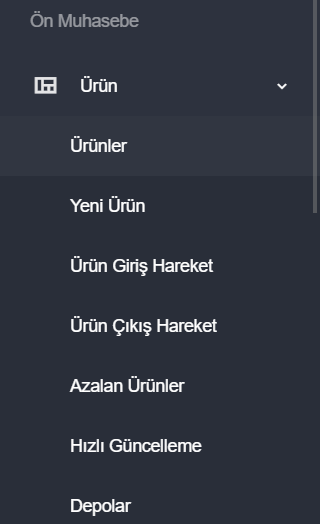 Ön Muhasebe
Ürün
Ürünler
Yeni Ürün
Ürün Giriş Hareket
Ürün Çıkış Hareket
Azalan Ürünler
Hızlı Güncelleme
Depolar